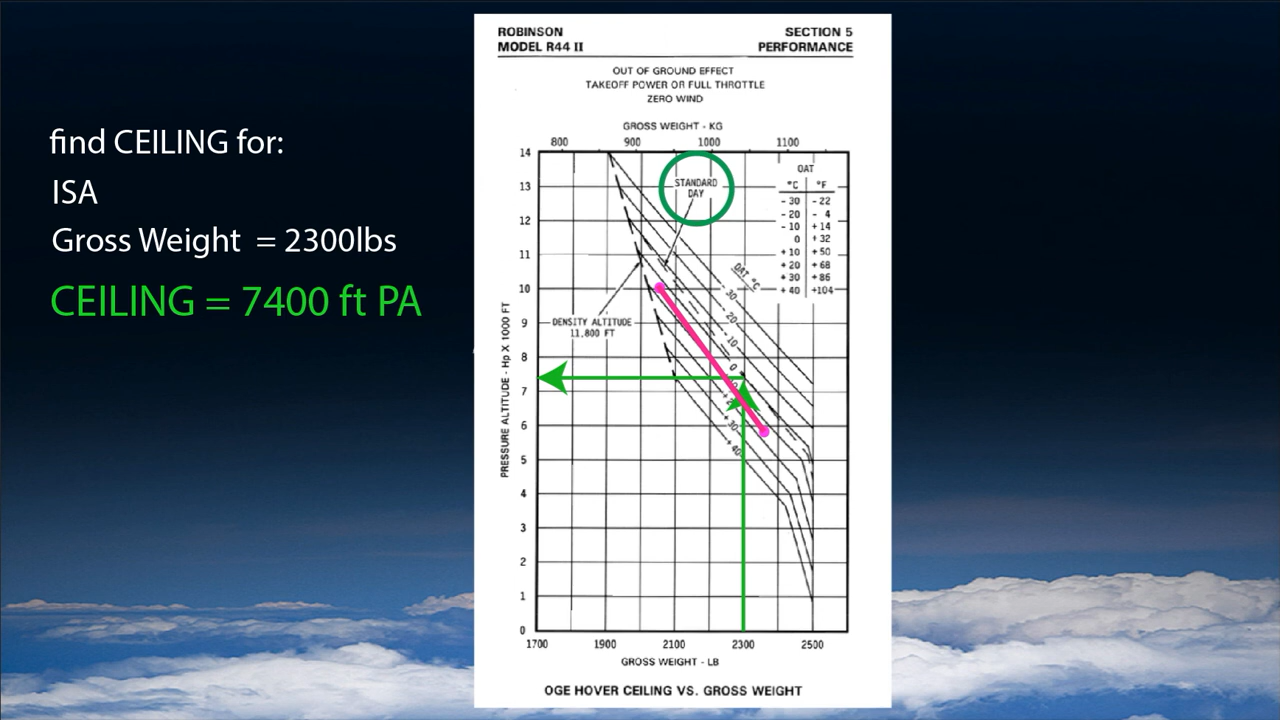 find CEILING for:
ISA
Gross Weight = 2300lbs
CEILING = 7400 ft PA
ROBINSON
MODEL R44 II
SECTION 5
PERFORMANCE
OUT OF GROUND EFFECT
TAKEOFF POWER OR FULL THROTTLE
ZERO WIND
GROSS WEIGHT - KG
800 900 1000 1100
14
13
12
11
10
9
8
7
6
5
4
3
2
1
0
PRESSURE ALTITUDE - Hp X 1000 FT
STANDARD
DAY
OAT
°C °F
- 30 - 22
- 20 - 4
- 10 + 14
0 + 32
+ 10 + 50
+ 20 + 68
+ 30 + 86
+ 40 +104
OAT °C
- 30
- 20
- 10
0
+30
+40
DENSITY ALTITUDE
11,800 FT
1700 1900 2100 2300 2500
GROSS WEIGHT - LB
OGE HOVER CEILING VS. GROSS WEIGHT